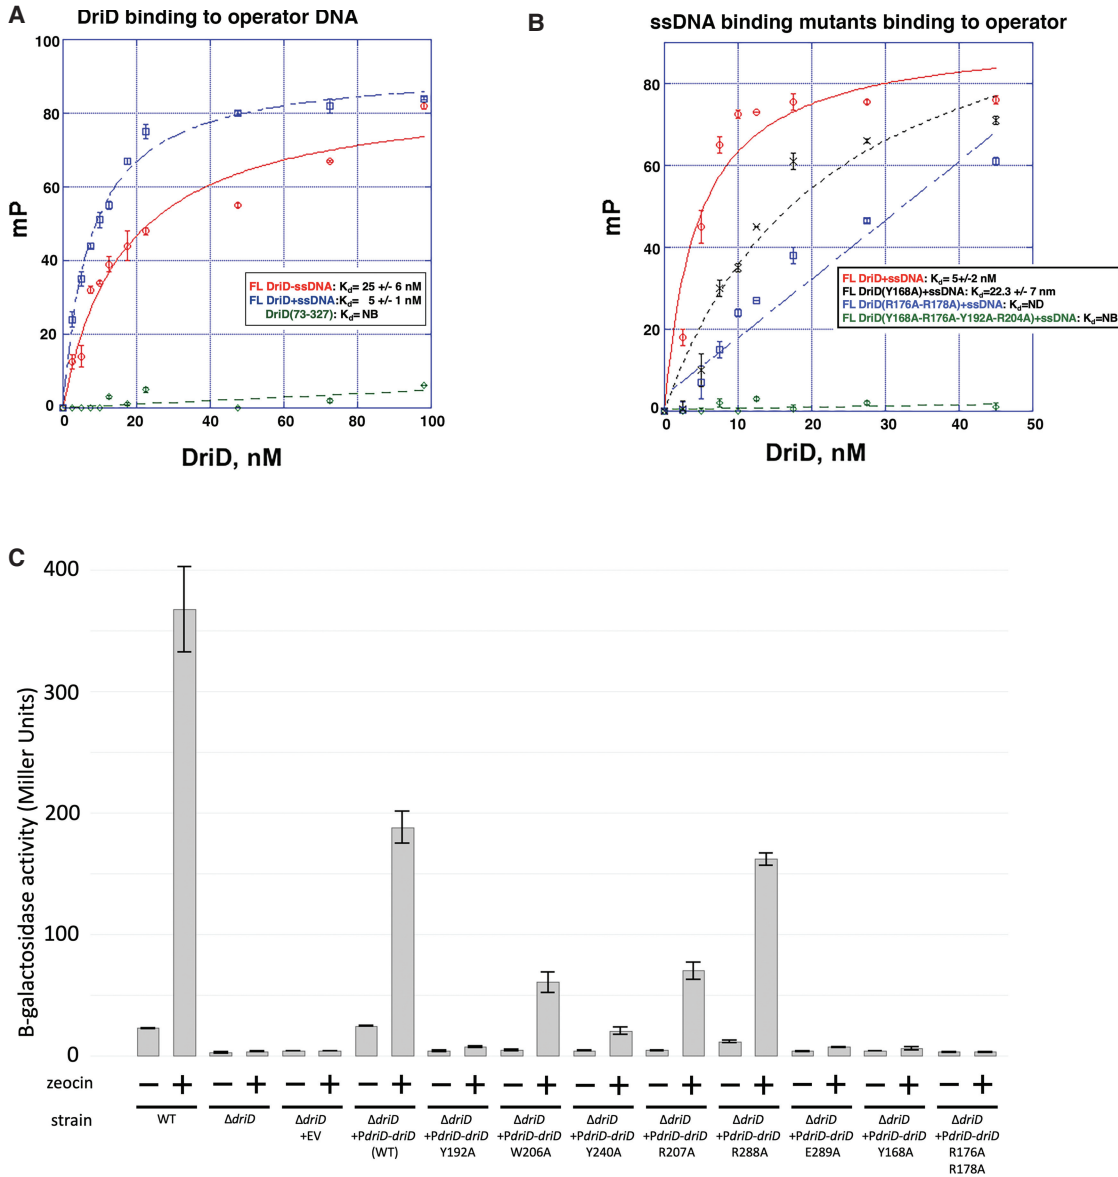 A
DriD binding to operator DNA
100
80
60
40
20
0
0
20
40
60
80
100
mP
DriD, nM
FL DriD-ssDNA: Kd= 25 +/- 6 nM
FL DriD+ssDNA:Kd= 5 +/- 1 nM
DriD(73-327): Kd= NB
B
ssDNA binding mutants binding to operator
80
60
40
20
0
0
10
20
30
40
50
mP
DriD, nM
FL DriD+ssDNA: Kd= 5+/-2 nM
FL DriD(Y168A)+ssDNA: Kd=22.3 +/- 7 nm
FL DriD(R176A-R178A)+ssDNA: Kd=ND
FL DriD(Y168A-R176A-Y192A-R204A)+ssDNA: Kd=NB
C
B-galactosidase activity (Miller Units)
400
300
200
100
0
zeocin − + − + − + − + − + − + − + − + − + − + − + − +
strain
WT
ΔdriD
ΔdriD
+EV
ΔdriD
+PdriD-driD
(WT)
ΔdriD
+PdriD-driD
Y192A
ΔdriD
+PdriD-driD
W206A
ΔdriD
+PdriD-driD
Y240A
ΔdriD
+PdriD-driD
R207A
ΔdriD
+PdriD-driD
R288A
ΔdriD
+PdriD-driD
E289A
ΔdriD
+PdriD-driD
Y168A
ΔdriD
+PdriD-driD
R176A
R178A